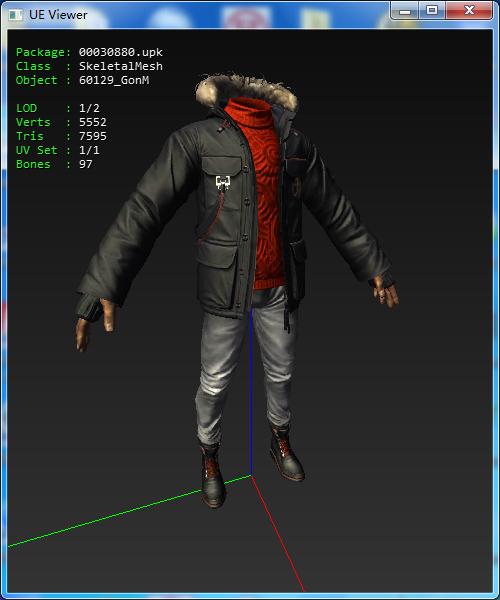 UE Viewer
Package: 00030880.upk
Class  : SkeletalMesh
Object : 60129_GonM
LOD    : 1/2
Verts  : 5552
Tris   : 7595
UV Set : 1/1
Bones  : 97